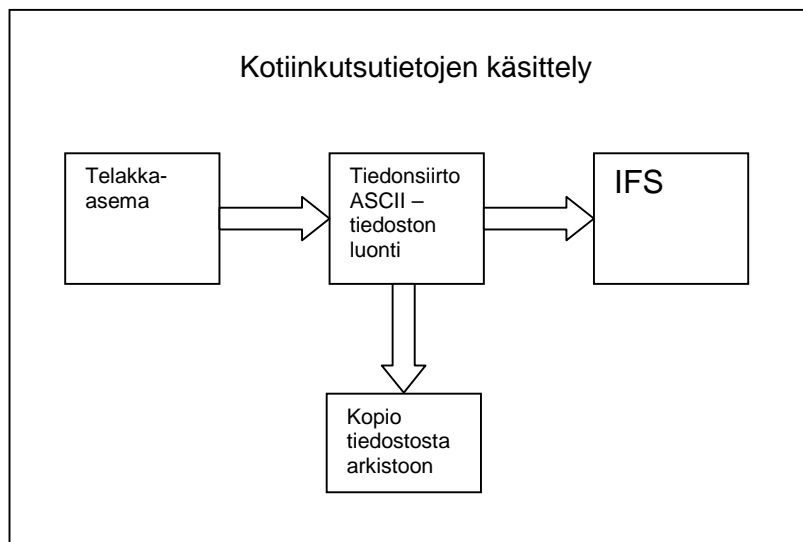 Kotiinkutsutietojen käsittely
Telakka-
asema
Tiedonsiirto
ASCII –
tiedoston
luonti
IFS
Kopio
tiedostosta
arkistoon